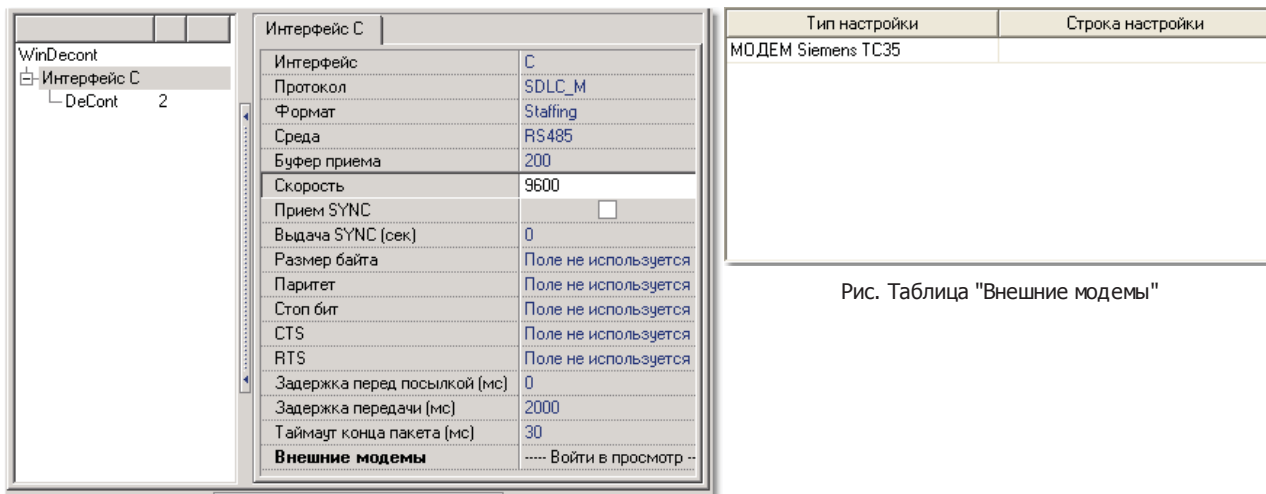 WinDecont
Интерфейс C
DeCont 2
Интерфейс C
Интерфейс C
Протокол SDLC_M
Формат Staffing
Среда RS485
Буфер приема 200
Скорость 9600
Прием SYNC
Выдача SYNC (сек) 0
Размер байта Поле не используется
Паритет Поле не используется
Стоп бит Поле не используется
CTS Поле не используется
RTS Поле не используется
Задержка перед посылкой (мс) 0
Задержка передачи (мс) 2000
Таймаут конца пакета (мс) 30
Внешние модемы ----- Войти в просмотр --
Тип настройки Строка настройки
МОДЕМ Siemens TC35
Рис. Таблица "Внешние модемы"